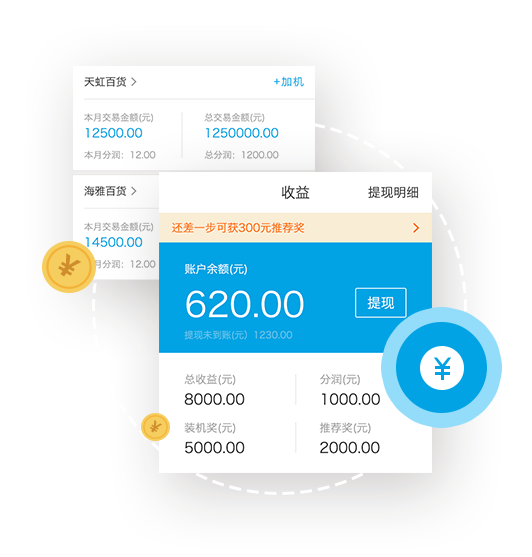 天虹百货 >
+加机
本月交易金额(元)
总交易金额(元)
12500.00
1250000.00
本月分润：12.00
总分润：1200.00
海雅百货 >
本月交易金额(元)
14500.00
月分润：12.00
收益
提现明细
还差一步可获300元推荐奖 >
账户余额(元)
620.00
提现
提现未到账(元) 1230.00
总收益(元)
分润(元)
8000.00
1000.00
装机奖(元)
推荐奖(元)
5000.00
2000.00
¥
¥
¥